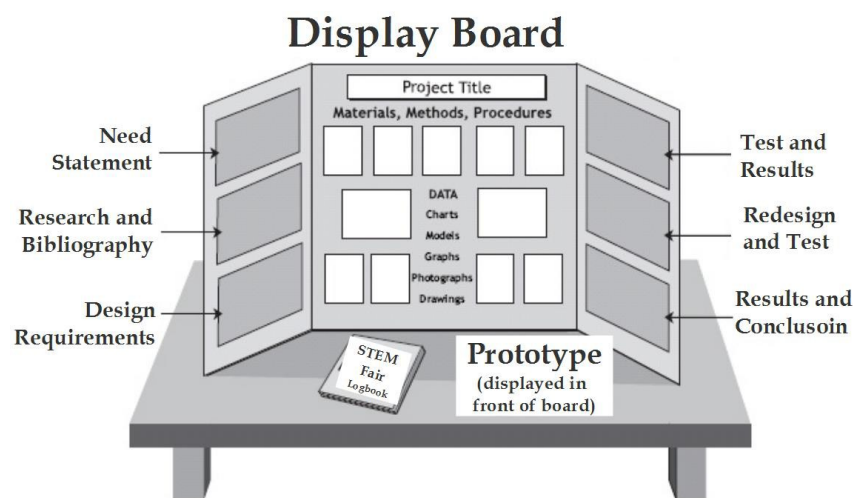 Display Board
Project Title
Materials, Methods, Procedures
DATA
Charts
Models
Graphs
Photographs
Drawings
Need
Statement
Research and
Bibliography
Design
Requirements
Test and
Results
Redesign
and Test
Results and
Conclusoin
STEM
Fair
Logbook
Prototype
(displayed in
front of board)